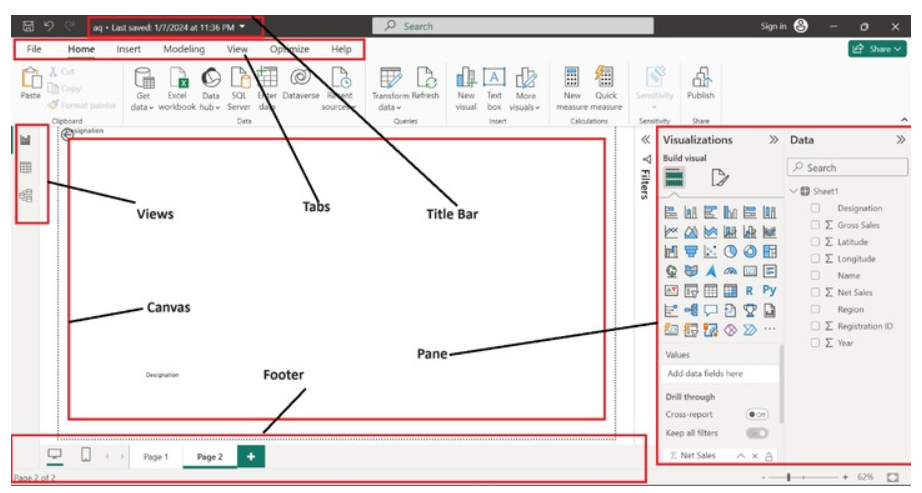 aq • Last saved: 1/7/2024 at 11:36 PM
Search
Sign in
File Home Insert Modeling View Optimize Help
Share
Paste
Cut
Copy
Format painter
Get data
Excel workbook
Data hub
SQL Server
Enter data
Dataverse
Recent sources
Transform data
Refresh
New visual
Text box
More visuals
New measure
Quick measure
Sensitivity
Publish
Clipboard Data Queries Insert Calculations Sensitivity Share
Designation
Filters
Visualizations
Build visual
Data
Search
Sheet1
Designation
Σ Gross Sales
Σ Latitude
Σ Longitude
Name
Σ Net Sales
Region
Σ Registration ID
Σ Year
R Py
Values
Add data fields here
Drill through
Cross-report
Off
Keep all filters
Σ Net Sales
Views
Tabs
Title Bar
Canvas
Pane
Designation
Footer
Page 1
Page 2
Page 2 of 2
62%